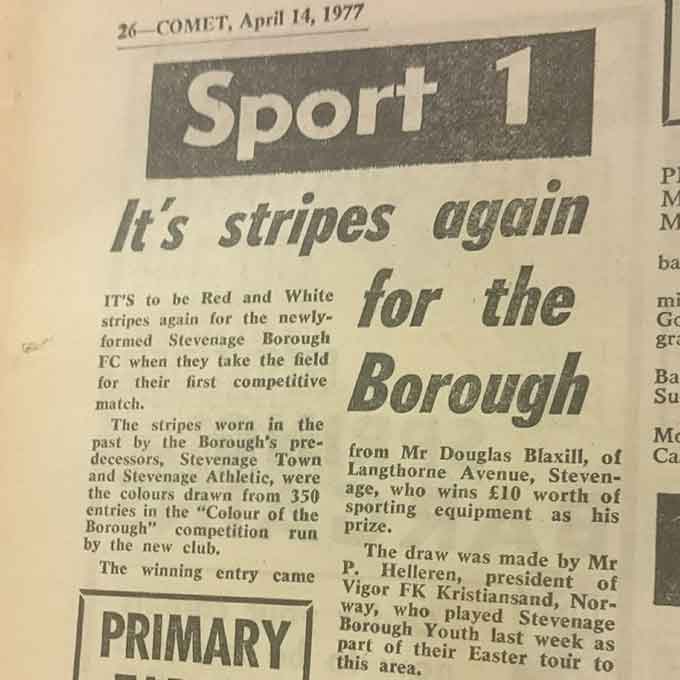 26—COMET, April 14, 1977
Sport 1
It's stripes again
for the
Borough
IT'S to be Red and White
stripes again for the newly-
formed Stevenage Borough
FC when they take the field
for their first competitive
match.
The stripes worn in the
past by the Borough's pre-
decessors, Stevenage Town
and Stevenage Athletic, were
the colours drawn from 350
entries in the "Colour of the
Borough" competition run
by the new club.
The winning entry came
from Mr Douglas Blaxill, of
Langthorne Avenue, Steven-
age, who wins £10 worth of
sporting equipment as his
prize.
The draw was made by Mr
P. Helleren, president of
Vigor FK Kristiansand, Nor-
way, who played Stevenage
Borough Youth last week as
part of their Easter tour to
this area.
PRIMARY